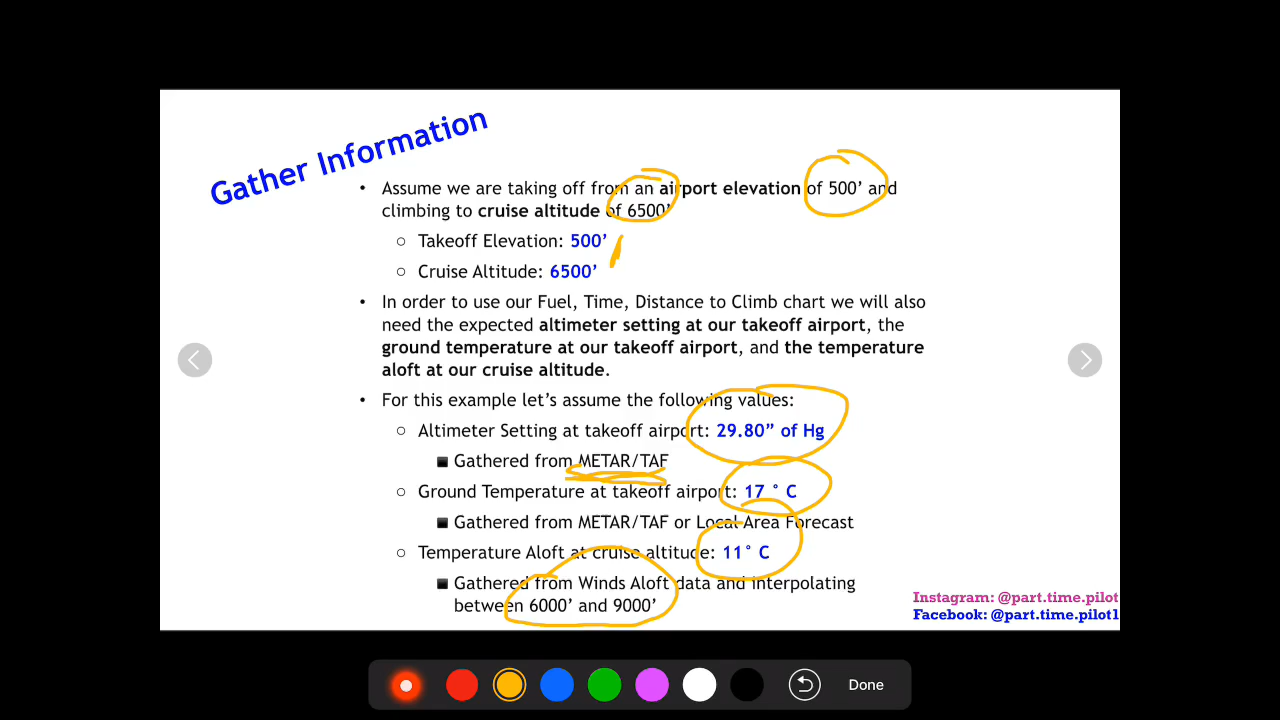 Gather Information
• Assume we are taking off from an airport elevation of 500’ and
climbing to cruise altitude of 6500’
○ Takeoff Elevation: 500’
○ Cruise Altitude: 6500’
• In order to use our Fuel, Time, Distance to Climb chart we will also
need the expected altimeter setting at our takeoff airport, the
ground temperature at our takeoff airport, and the temperature
aloft at our cruise altitude.
• For this example let’s assume the following values:
○ Altimeter Setting at takeoff airport: 29.80” of Hg
■ Gathered from METAR/TAF
○ Ground Temperature at takeoff airport: 17 ° C
■ Gathered from METAR/TAF or Local Area Forecast
○ Temperature Aloft at cruise altitude: 11° C
■ Gathered from Winds Aloft data and interpolating
between 6000’ and 9000’
Instagram: @part.time.pilot
Facebook: @part.time.pilot1
Done